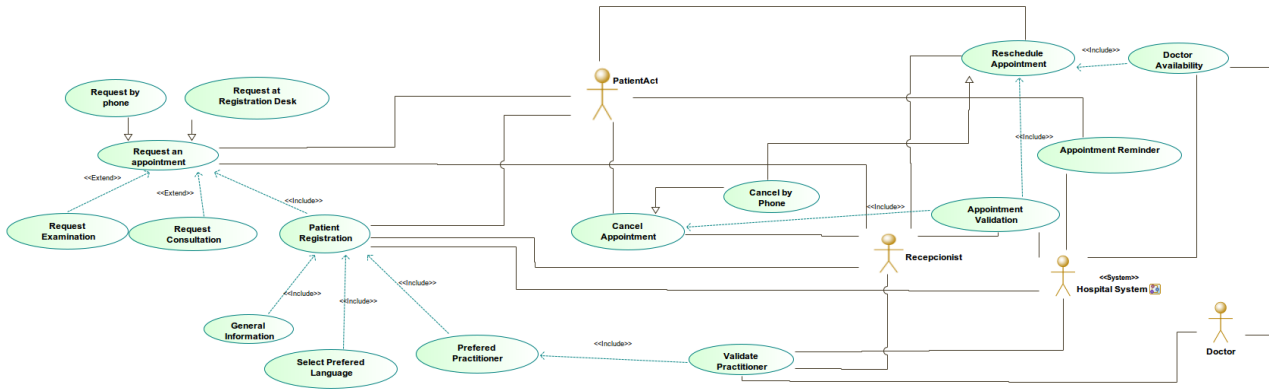 Reschedule
Appointment
<<Include>>
Doctor
Availability
PatientAct
Request by
phone
Request at
Registration Desk
<<Include>>
Request an
appointment
Appointment Reminder
<<Extend>>
<<Extend>>
<<Include>>
Cancel by
Phone
<<Include>>
Appointment
Validation
Request
Examination
Request
Consultation
Patient
Registration
Cancel
Appointment
Recepcionist
<<System>>
Hospital System
<<Include>>
<<Include>>
<<Include>>
General
Information
Select Prefered
Language
Prefered
Practitioner
<<Include>>
Validate
Practitioner
Doctor